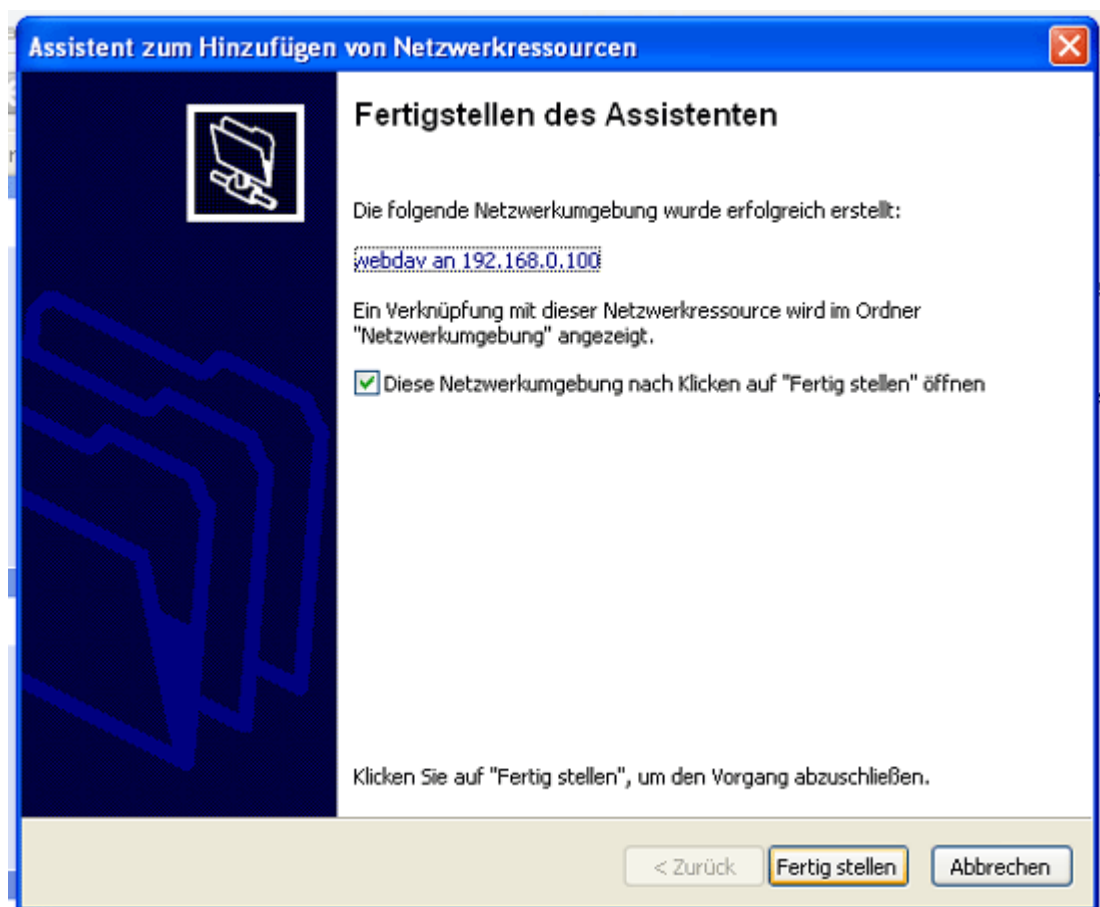 Assistent zum Hinzufügen von Netzwerkressourcen
Fertigstellen des Assistenten
Die folgende Netzwerkumgebung wurde erfolgreich erstellt:
webdav an 192.168.0.100
Ein Verknüpfung mit dieser Netzwerkressource wird im Ordner
"Netzwerkumgebung" angezeigt.
Diese Netzwerkumgebung nach Klicken auf "Fertig stellen" öffnen
Klicken Sie auf "Fertig stellen", um den Vorgang abzuschließen.
< Zurück Fertig stellen Abbrechen